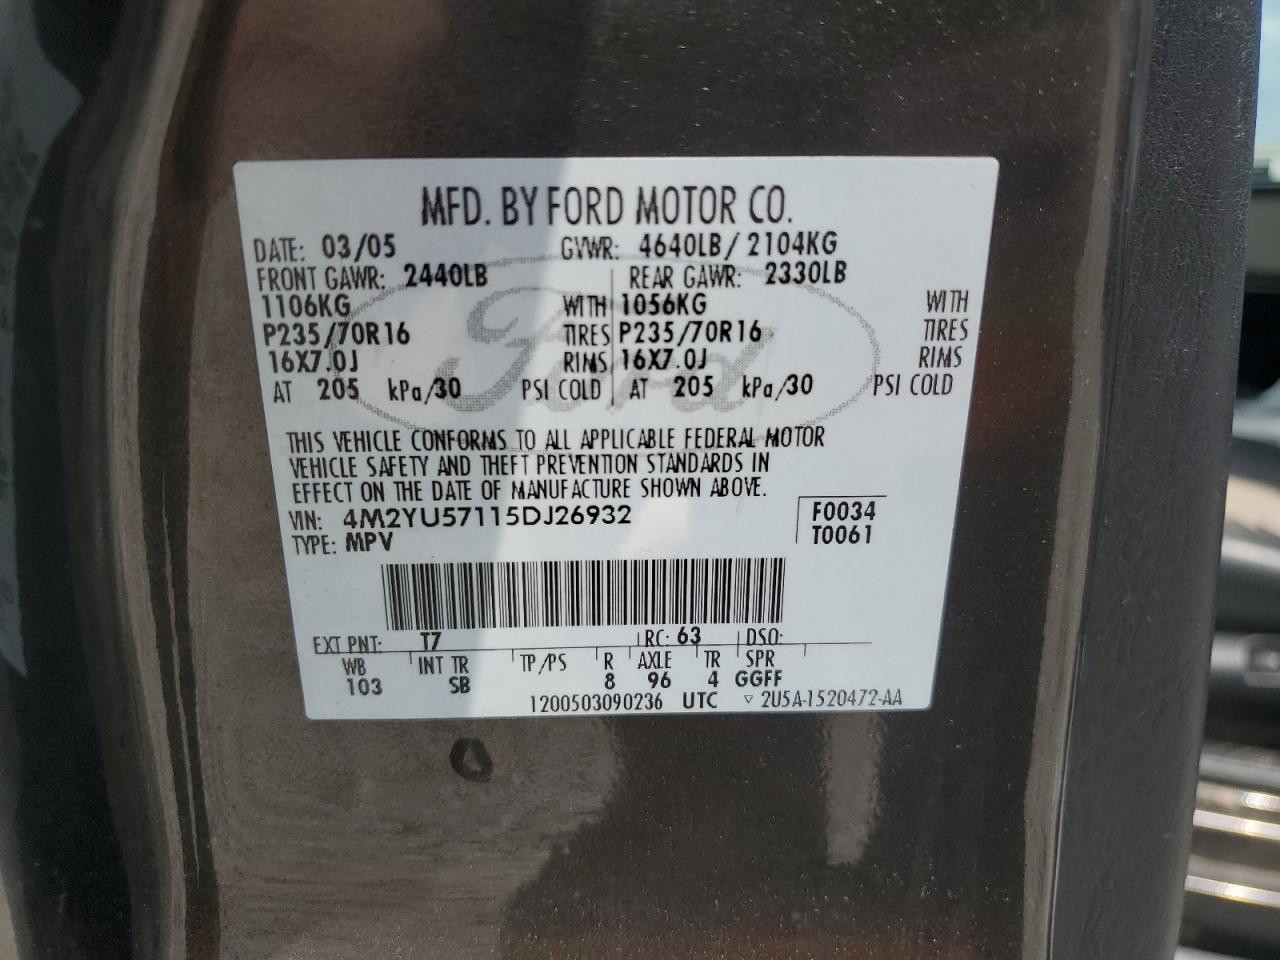 MFD. BY FORD MOTOR CO.
DATE: 03/05 GVWR: 4640LB/ 2104KG
FRONT GAWR: 2440LB REAR GAWR: 2330LB
1106KG WITH 1056KG WITH
P235/70R16 TIRES P235/70R16 TIRES
16X7.0J RIMS 16X7.0J RIMS
AT 205 kPa/30 PSI COLD AT 205 kPa/30 PSI COLD
Ford
THIS VEHICLE CONFORMS TO ALL APPLICABLE FEDERAL MOTOR
VEHICLE SAFETY AND THEFT PREVENTION STANDARDS IN
EFFECT ON THE DATE OF MANUFACTURE SHOWN ABOVE.
VIN: 4M2YU57115DJ26932 F0034
TYPE: MPV T0061
EXT PNT: T7 RC: 63 DSO:
WB INT TR TP/PS R AXLE TR SPR
103 SB 8 96 4 GGFF
1200503090236 UTC ▽ 2U5A-1520472-AA